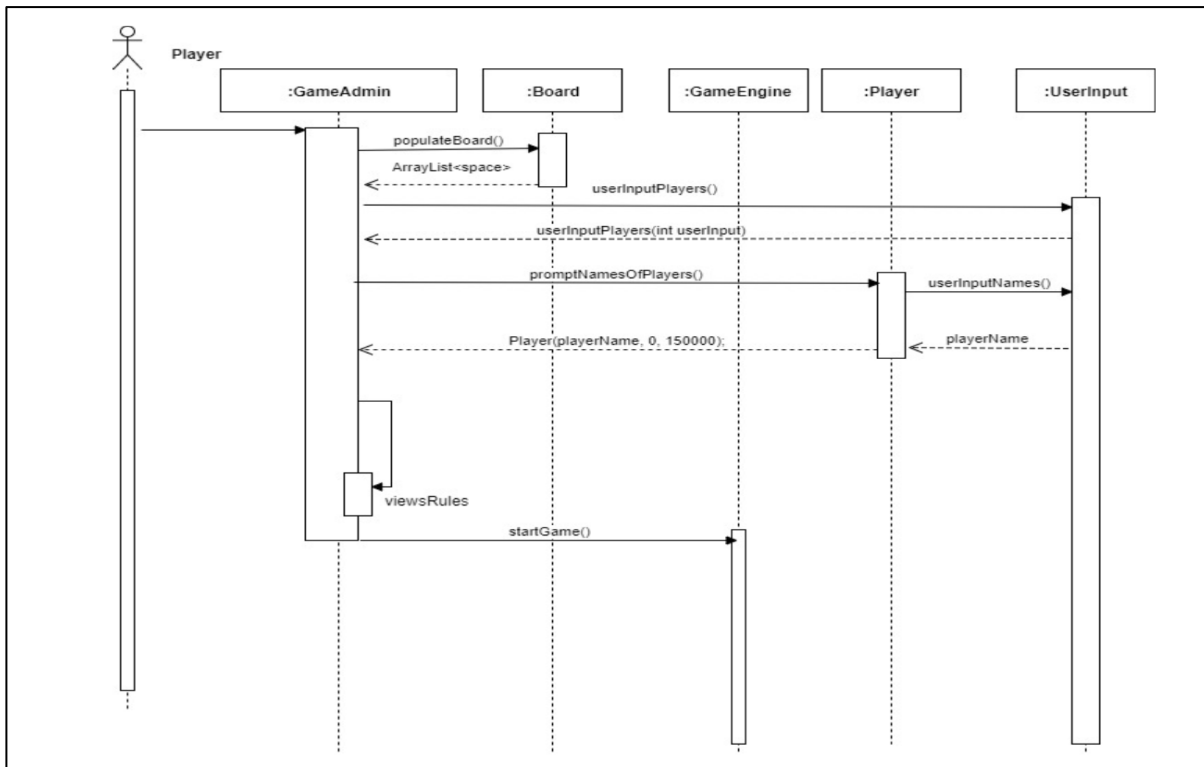 Player
:GameAdmin
:Board
:GameEngine
:Player
:UserInput
populateBoard()
ArrayList<space>
userInputPlayers()
userInputPlayers(int userInput)
promptNamesOfPlayers()
userInputNames()
Player(playerName, 0, 150000);
playerName
viewsRules
startGame()